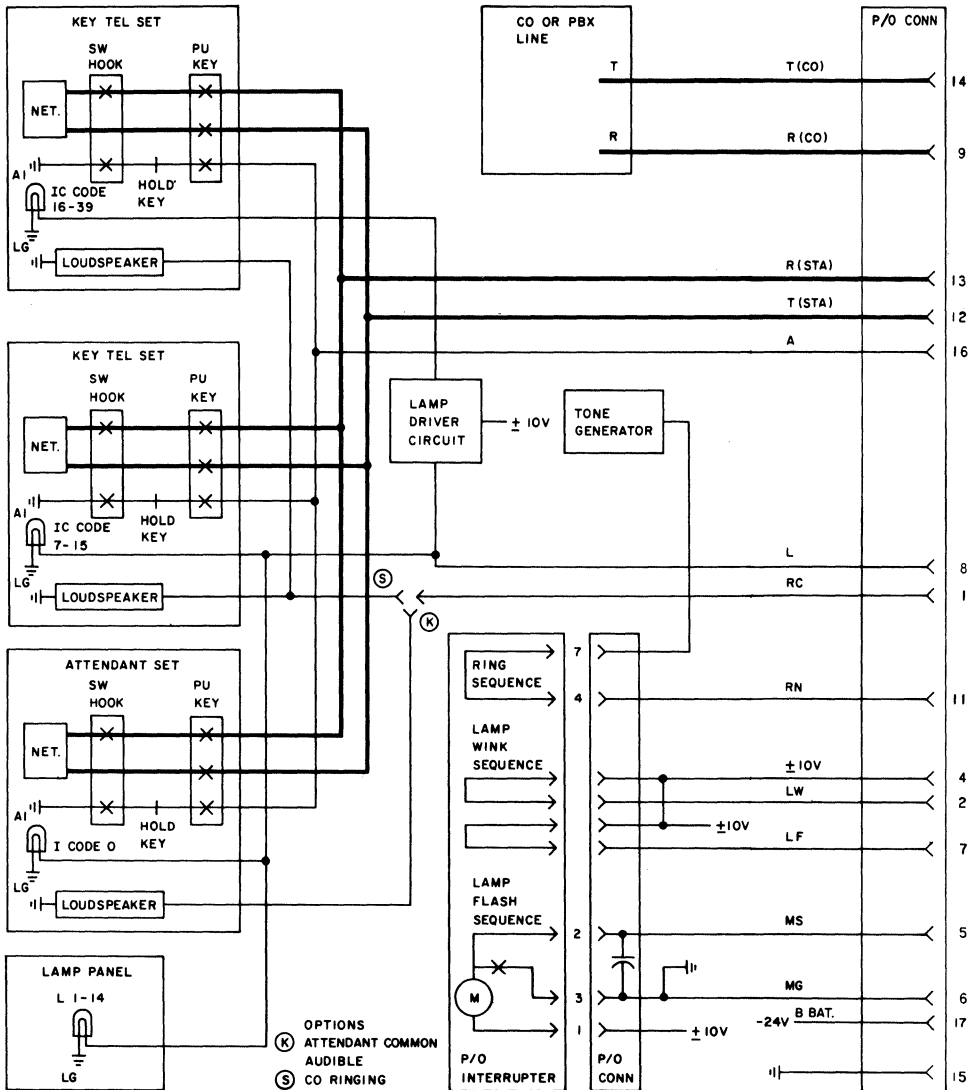 KEY TEL SET
SW
HOOK
PU
KEY
NET.
A1
HOLD
KEY
IC CODE
16-39
LG
LOUDSPEAKER
CO OR PBX
LINE
T
R
T (CO)
R (CO)
P/O CONN
14
9
R (STA)
13
T (STA)
12
A
16
KEY TEL SET
SW
HOOK
PU
KEY
NET.
A1
HOLD
KEY
IC CODE
7-15
LG
LOUDSPEAKER
LAMP
DRIVER
CIRCUIT
± 10V
TONE
GENERATOR
L
8
RC
1
S
K
ATTENDANT SET
SW
HOOK
PU
KEY
NET.
A1
HOLD
KEY
I CODE 0
LG
LOUDSPEAKER
RING
SEQUENCE
7
4
RN
11
LAMP
WINK
SEQUENCE
±10V
4
LW
2
±10V
LF
7
LAMP
FLASH
SEQUENCE
2
MS
5
M
3
MG
6
-24V B BAT.
17
1
± 10V
15
P/O
INTERRUPTER
P/O
CONN
LAMP PANEL
L 1-14
LG
OPTIONS
K ATTENDANT COMMON
AUDIBLE
S CO RINGING